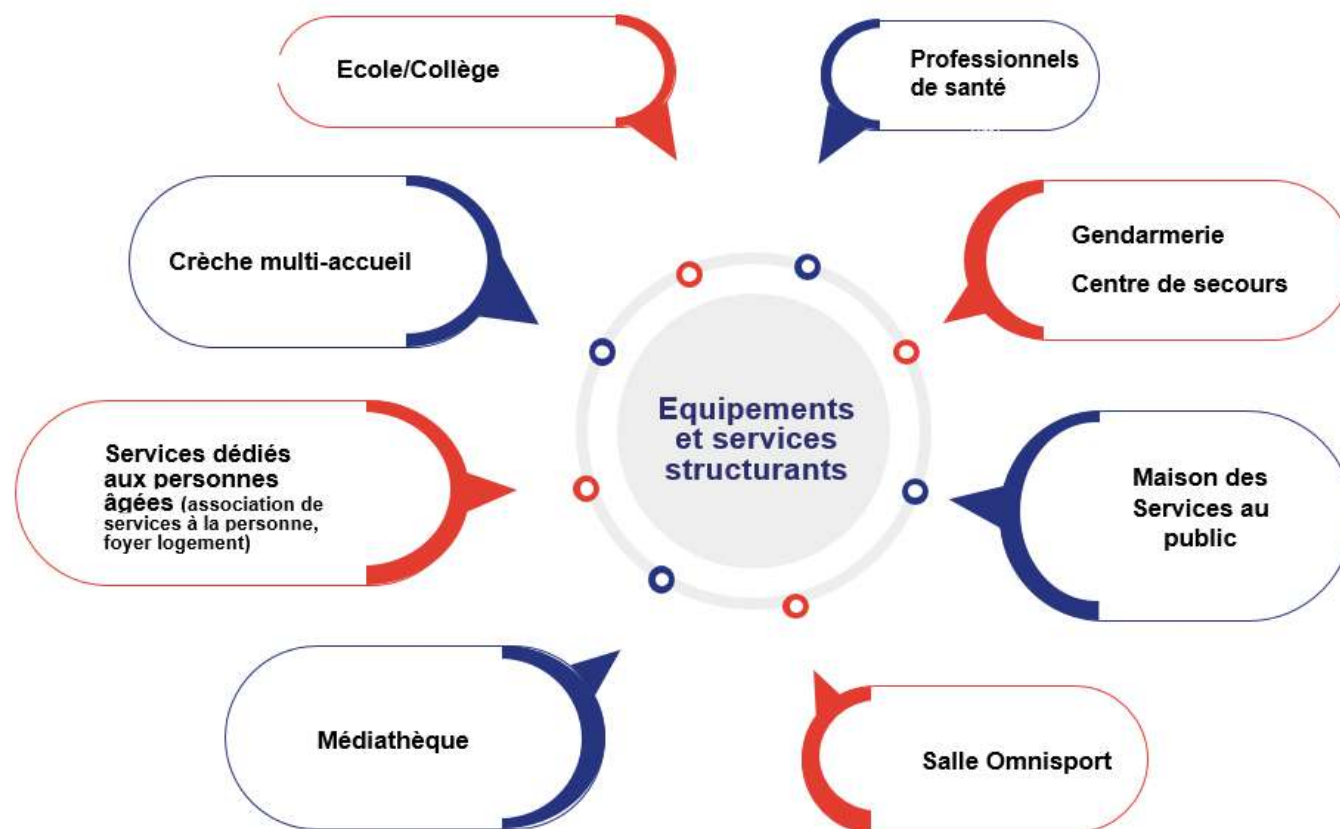 Ecole/Collège
Professionnels
de santé
Crèche multi-accueil
Gendarmerie
Centre de secours
Equipements
et services
structurants
Services dédiés
aux personnes
âgées (association de
services à la personne,
foyer logement)
Maison des
Services au
public
Médiathèque
Salle Omnisport